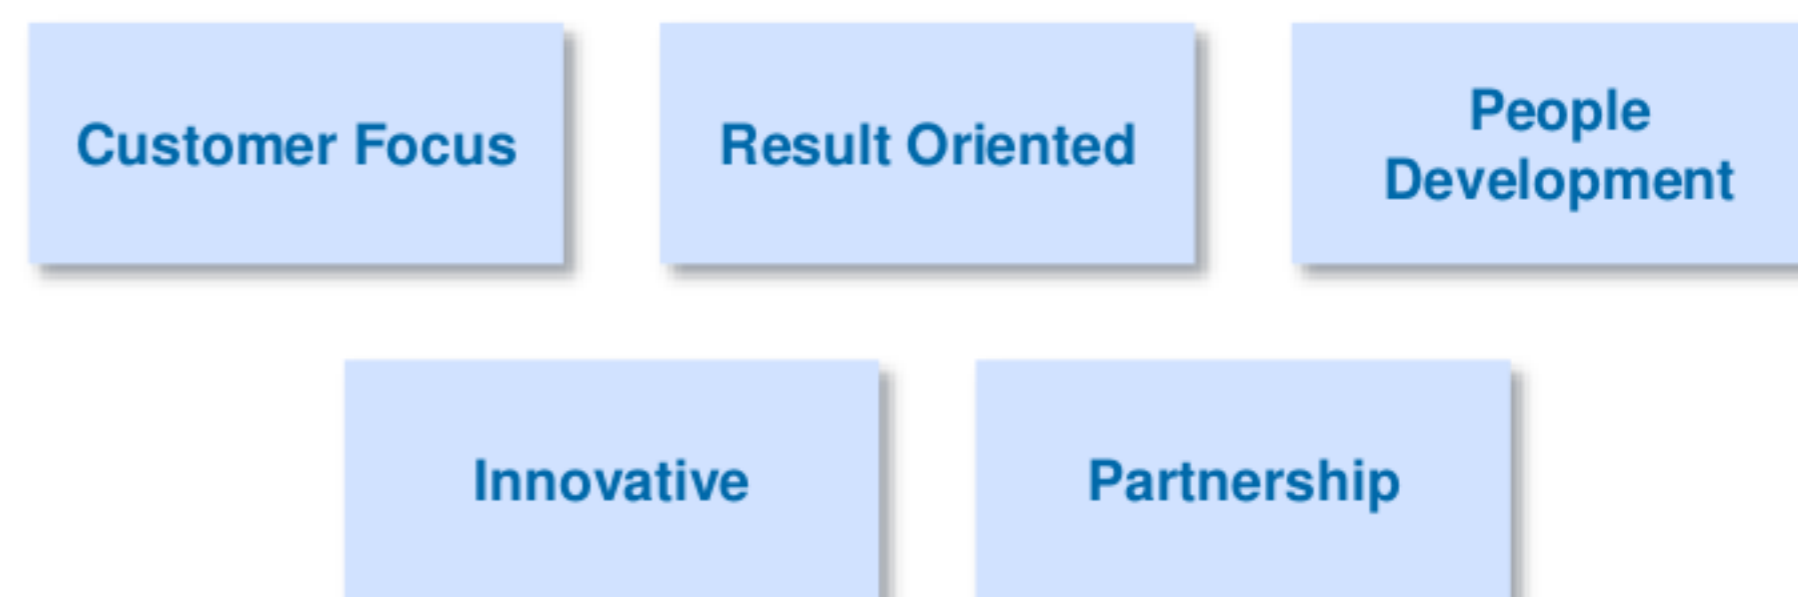 Customer Focus
Result Oriented
People
Development
Innovative
Partnership